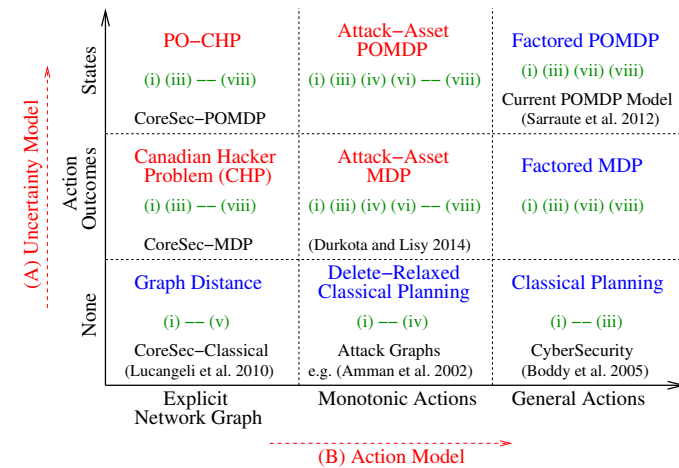 (A) Uncertainty Model
States
PO−CHP
(i) (iii) −− (viii)
CoreSec−POMDP
Attack−Asset
POMDP
(i) (iii) (iv) (vi) −− (viii)
Factored POMDP
(i) (iii) (vii) (viii)
Current POMDP Model
(Sarraute et al. 2012)
Action
Outcomes
Canadian Hacker
Problem (CHP)
(i) (iii) −− (viii)
CoreSec−MDP
Attack−Asset
MDP
(i) (iii) (iv) (vi) −− (viii)
(Durkota and Lisy 2014)
Factored MDP
(i) (iii) (vii) (viii)
None
Graph Distance
(i) −− (v)
CoreSec−Classical
(Lucangeli et al. 2010)
Delete−Relaxed
Classical Planning
(i) −− (iv)
Attack Graphs
e.g. (Amman et al. 2002)
Classical Planning
(i) −− (iii)
CyberSecurity
(Boddy et al. 2005)
Explicit
Network Graph
Monotonic Actions
General Actions
(B) Action Model